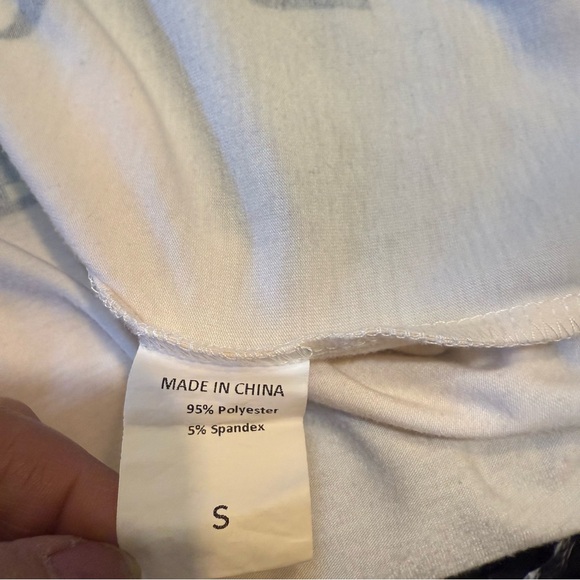 MADE IN CHINA
95% Polyester
5% Spandex
S